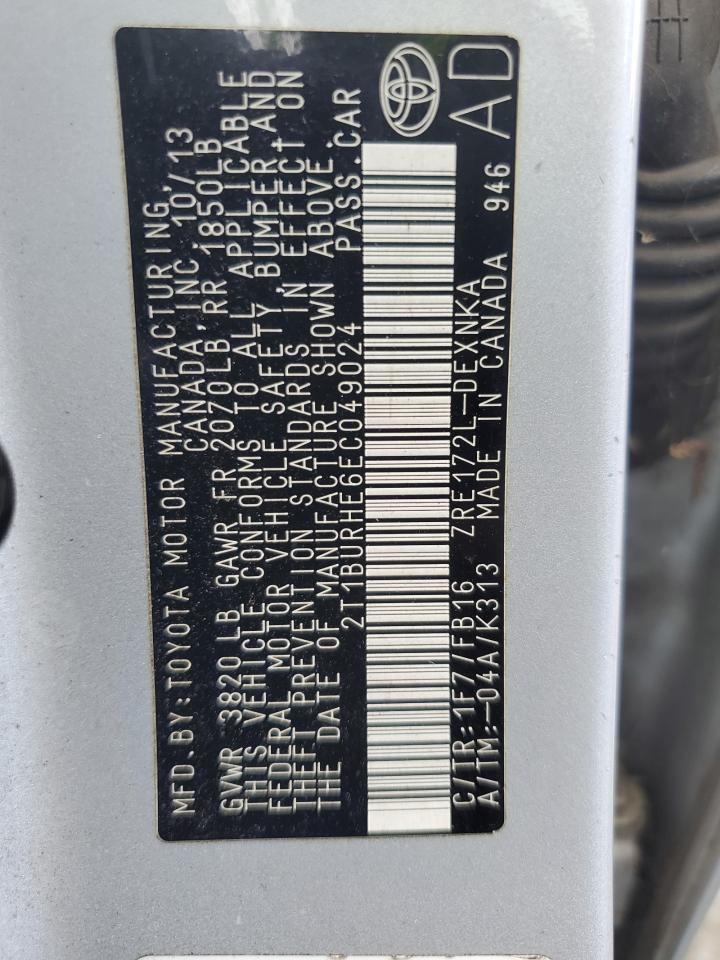 MFD.BY:TOYOTA MOTOR MANUFACTURING,
CANADA, INC. 10/13
GVWR 3820LB GAWR FR 2070LB RR 1850LB
THIS VEHICLE CONFORMS TO ALL APPLICABLE
FEDERAL MOTOR VEHICLE SAFETY, BUMPER, AND
THEFT PREVENTION STANDARDS IN EFFECT ON
THE DATE OF MANUFACTURE SHOWN ABOVE.
2T1BURHE6EC049024 PASS.CAR
C/TR:1F7/FB16 ZRE172L-DEXNKA
A/TM:-04A/K313 MADE IN CANADA 946
AD